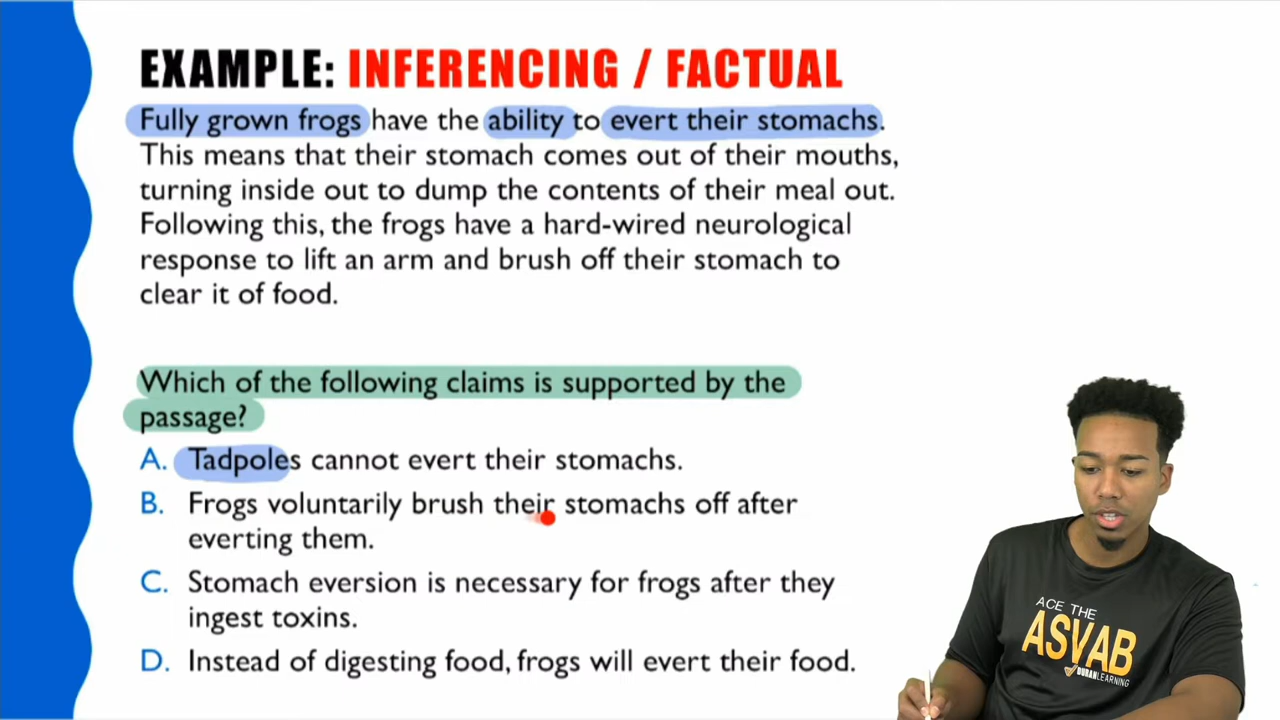 EXAMPLE: INFERENCING / FACTUAL
Fully grown frogs have the ability to evert their stomachs.
This means that their stomach comes out of their mouths,
turning inside out to dump the contents of their meal out.
Following this, the frogs have a hard-wired neurological
response to lift an arm and brush off their stomach to
clear it of food.
Which of the following claims is supported by the
passage?
A. Tadpoles cannot evert their stomachs.
B. Frogs voluntarily brush their stomachs off after
everting them.
C. Stomach eversion is necessary for frogs after they
ingest toxins.
D. Instead of digesting food, frogs will evert their food.
ACE THE
ASVAB
DURAN LEARNING